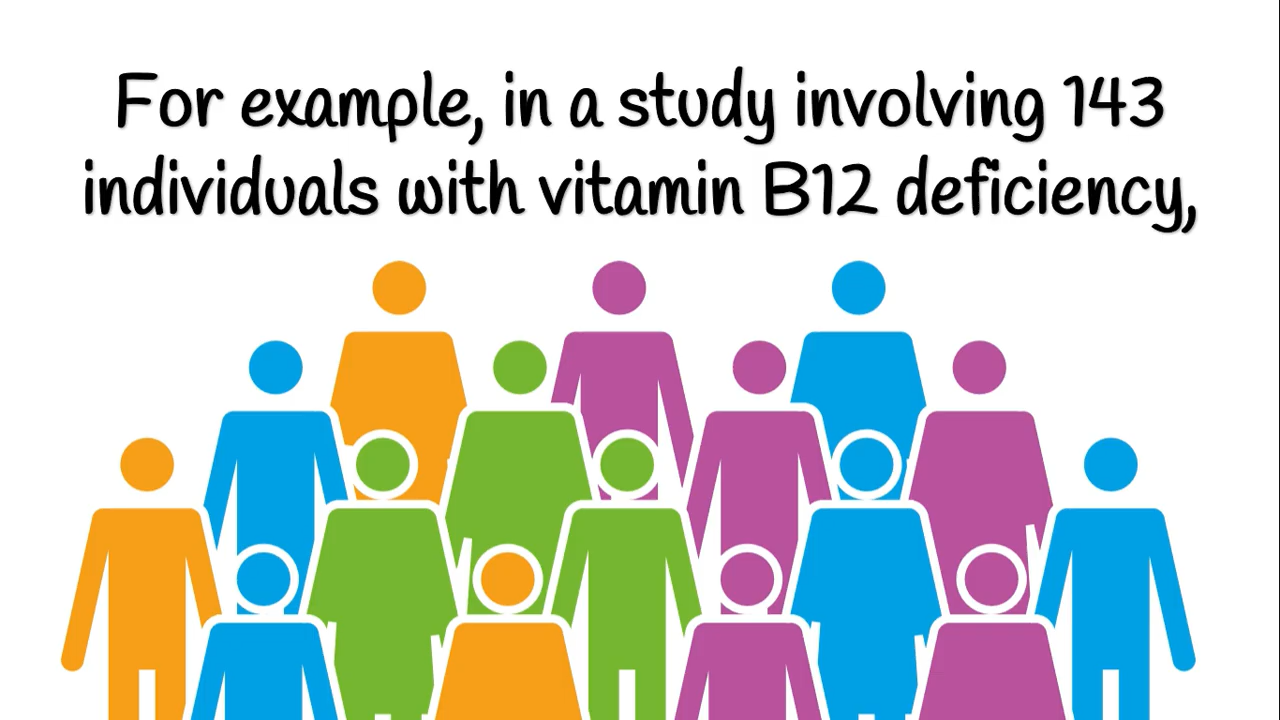 For example, in a study involving 143
individuals with vitamin B12 deficiency,